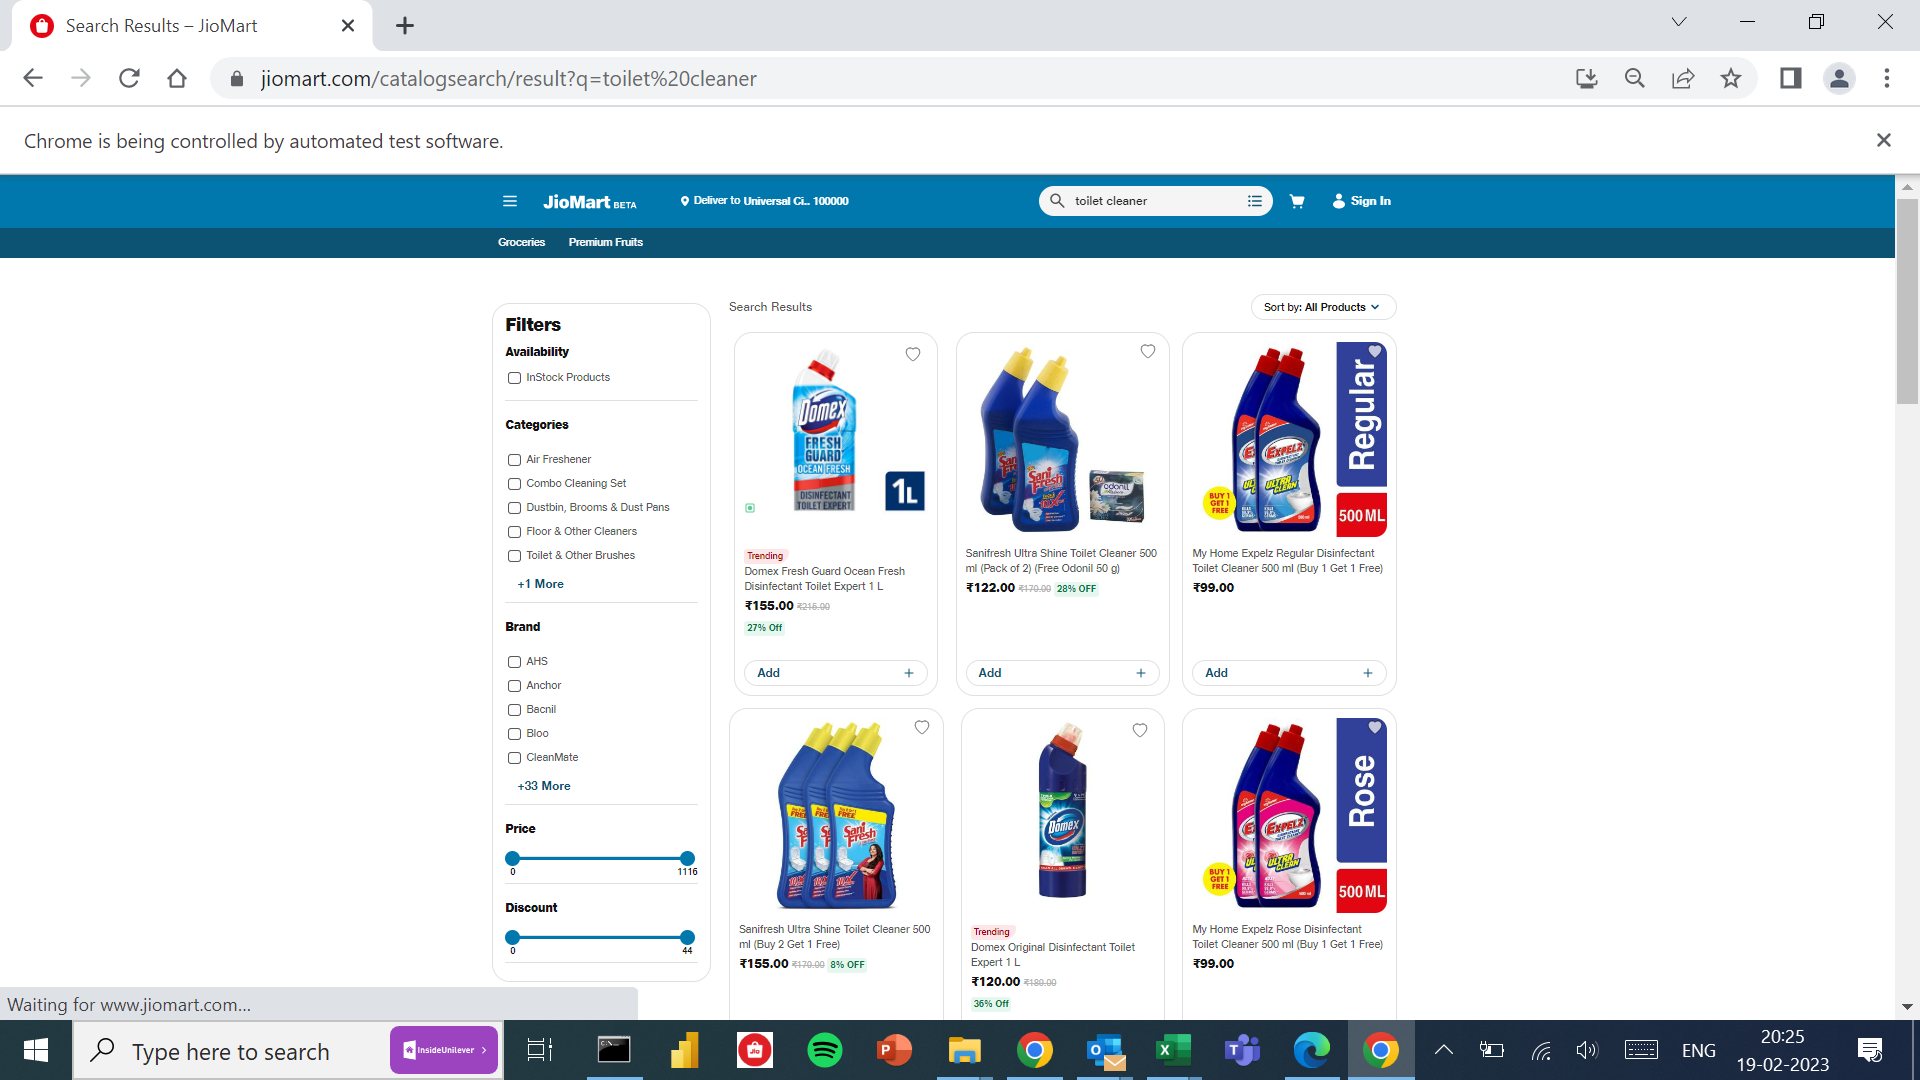 Search Results – JioMart
jiomart.com/catalogsearch/result?q=toilet%20cleaner
Chrome is being controlled by automated test software.
JioMart BETA
Deliver to Universal Ci... 100000
toilet cleaner
Sign In
Groceries
Premium Fruits
Filters
Availability
InStock Products
Categories
Air Freshener
Combo Cleaning Set
Dustbin, Brooms & Dust Pans
Floor & Other Cleaners
Toilet & Other Brushes
+1 More
Brand
AHS
Anchor
Bacnil
Bloo
CleanMate
+33 More
Price
0
1116
Discount
0
44
Search Results
Sort by: All Products
Domex
FRESH
GUARD
OCEAN FRESH
DISINFECTANT
TOILET EXPERT
1L
Trending
Domex Fresh Guard Ocean Fresh
Disinfectant Toilet Expert 1 L
₹155.00 ₹215.00
27% Off
Add
Sani
Fresh
odonil
Sanifresh Ultra Shine Toilet Cleaner 500
ml (Pack of 2) (Free Odonil 50 g)
₹122.00 ₹170.00 28% OFF
Add
Regular
EXPELZ
ULTRA
CLEAN
BUY 1
GET 1
FREE
500 ML
My Home Expelz Regular Disinfectant
Toilet Cleaner 500 ml (Buy 1 Get 1 Free)
₹99.00
Add
FREE
Sani
Fresh
Sanifresh Ultra Shine Toilet Cleaner 500
ml (Buy 2 Get 1 Free)
₹155.00 ₹170.00 8% OFF
Domex
Trending
Domex Original Disinfectant Toilet
Expert 1 L
₹120.00 ₹189.00
36% Off
Rose
EXPELZ
ULTRA
CLEAN
BUY 1
GET 1
FREE
500 ML
My Home Expelz Rose Disinfectant
Toilet Cleaner 500 ml (Buy 1 Get 1 Free)
₹99.00
Waiting for www.jiomart.com...
Type here to search
InsideUnilever
ENG
20:25
19-02-2023